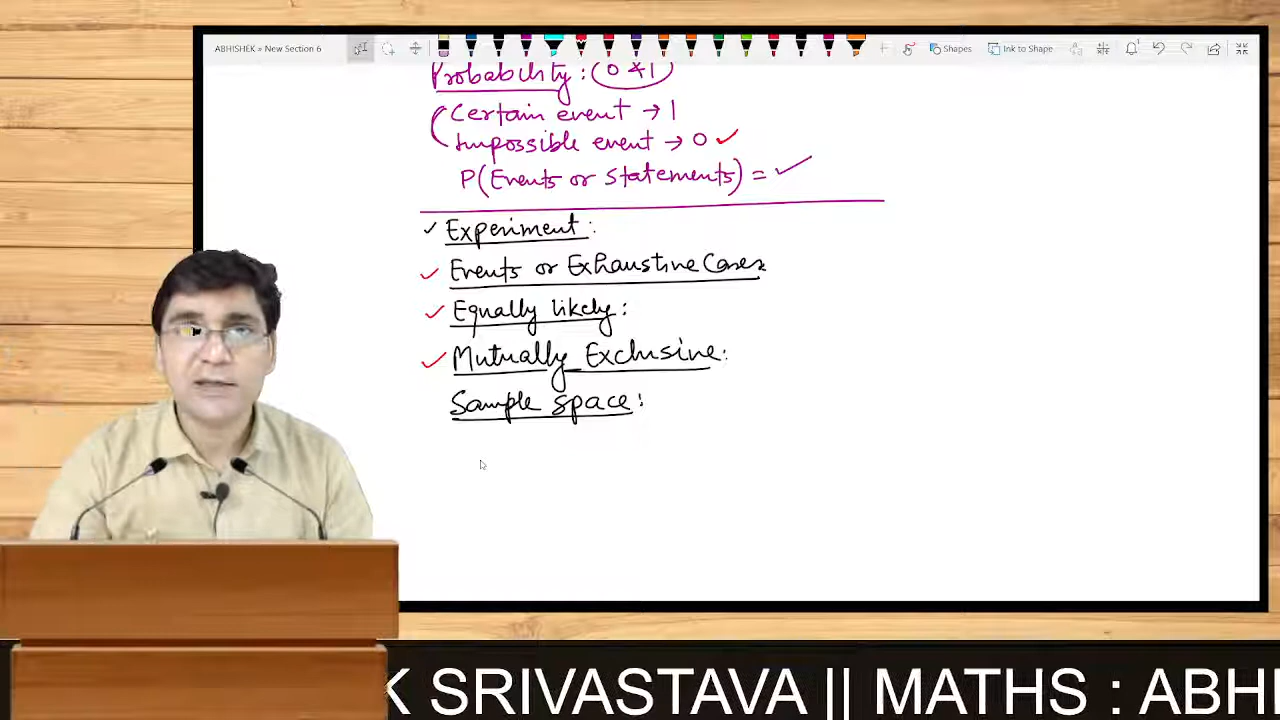 ABHISHEK » New Section 6
Shapes
Ink to Shape
Probability : 0 & 1
Certain event → 1
Impossible event → 0 ✓
P(Events or statements) = ✓
✓ Experiment :
✓ Events or Exhaustive Cases
✓ Equally likely :
✓ Mutually Exclusive :
Sample space :
K SRIVASTAVA || MATHS : ABH